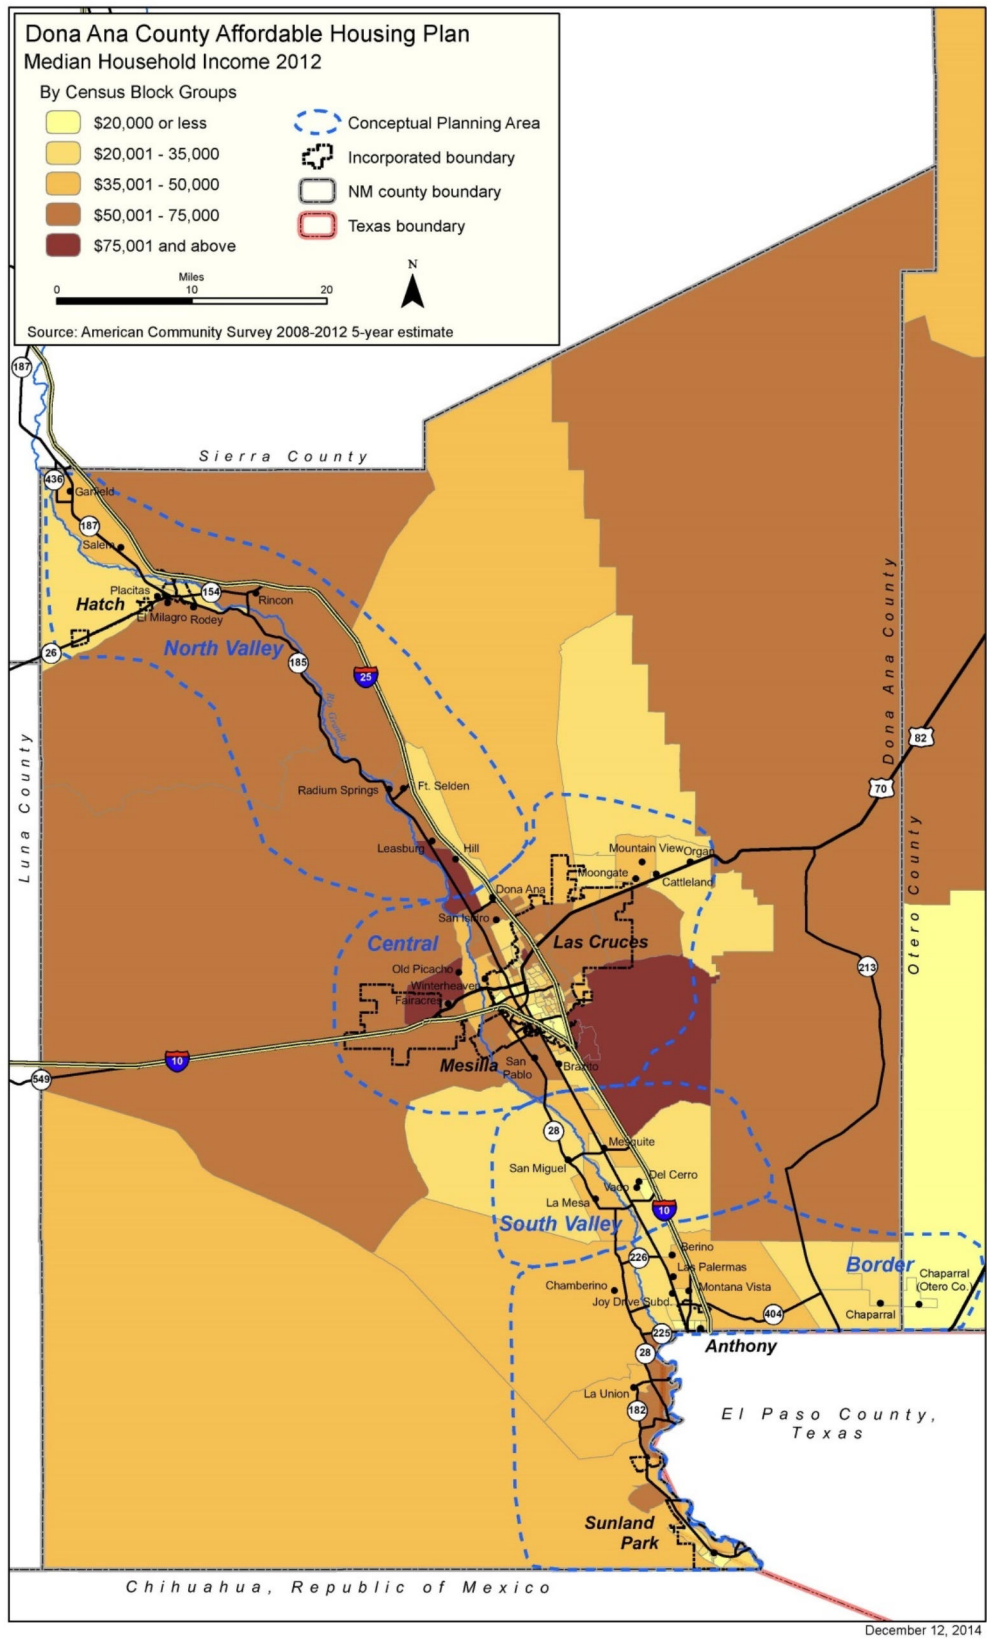 Dona Ana County Affordable Housing Plan
Median Household Income 2012
By Census Block Groups
$20,000 or less
$20,001 - 35,000
$35,001 - 50,000
$50,001 - 75,000
$75,001 and above
Conceptual Planning Area
Incorporated boundary
NM county boundary
Texas boundary
Miles
0 10 20
N
Source: American Community Survey 2008-2012 5-year estimate
187
Sierra County
436
Garfield
187
Salem
Placitas
154
Hatch
El Milagro
Rodey
Rincon
26
North Valley
185
25
Rio Grande
Luna County
Dona Ana County
Otero County
82
70
Radium Springs
Ft. Selden
Leasburg
Hill
Mountain View
Organ
Moongate
Cattleland
Dona Ana
San Isidro
Central
Las Cruces
213
Old Picacho
Winterhaven
Fairacres
10
549
Mesilla
San
Pablo
Brazito
28
Mesquite
San Miguel
Del Cerro
Vado
La Mesa
10
South Valley
226
Berino
Border
Las Palermas
Chaparral
(Otero Co.)
Chamberino
Montana Vista
Joy Drive Subd.
404
Chaparral
225
Anthony
28
La Union
182
El Paso County,
Texas
Sunland
Park
Chihuahua, Republic of Mexico
December 12, 2014